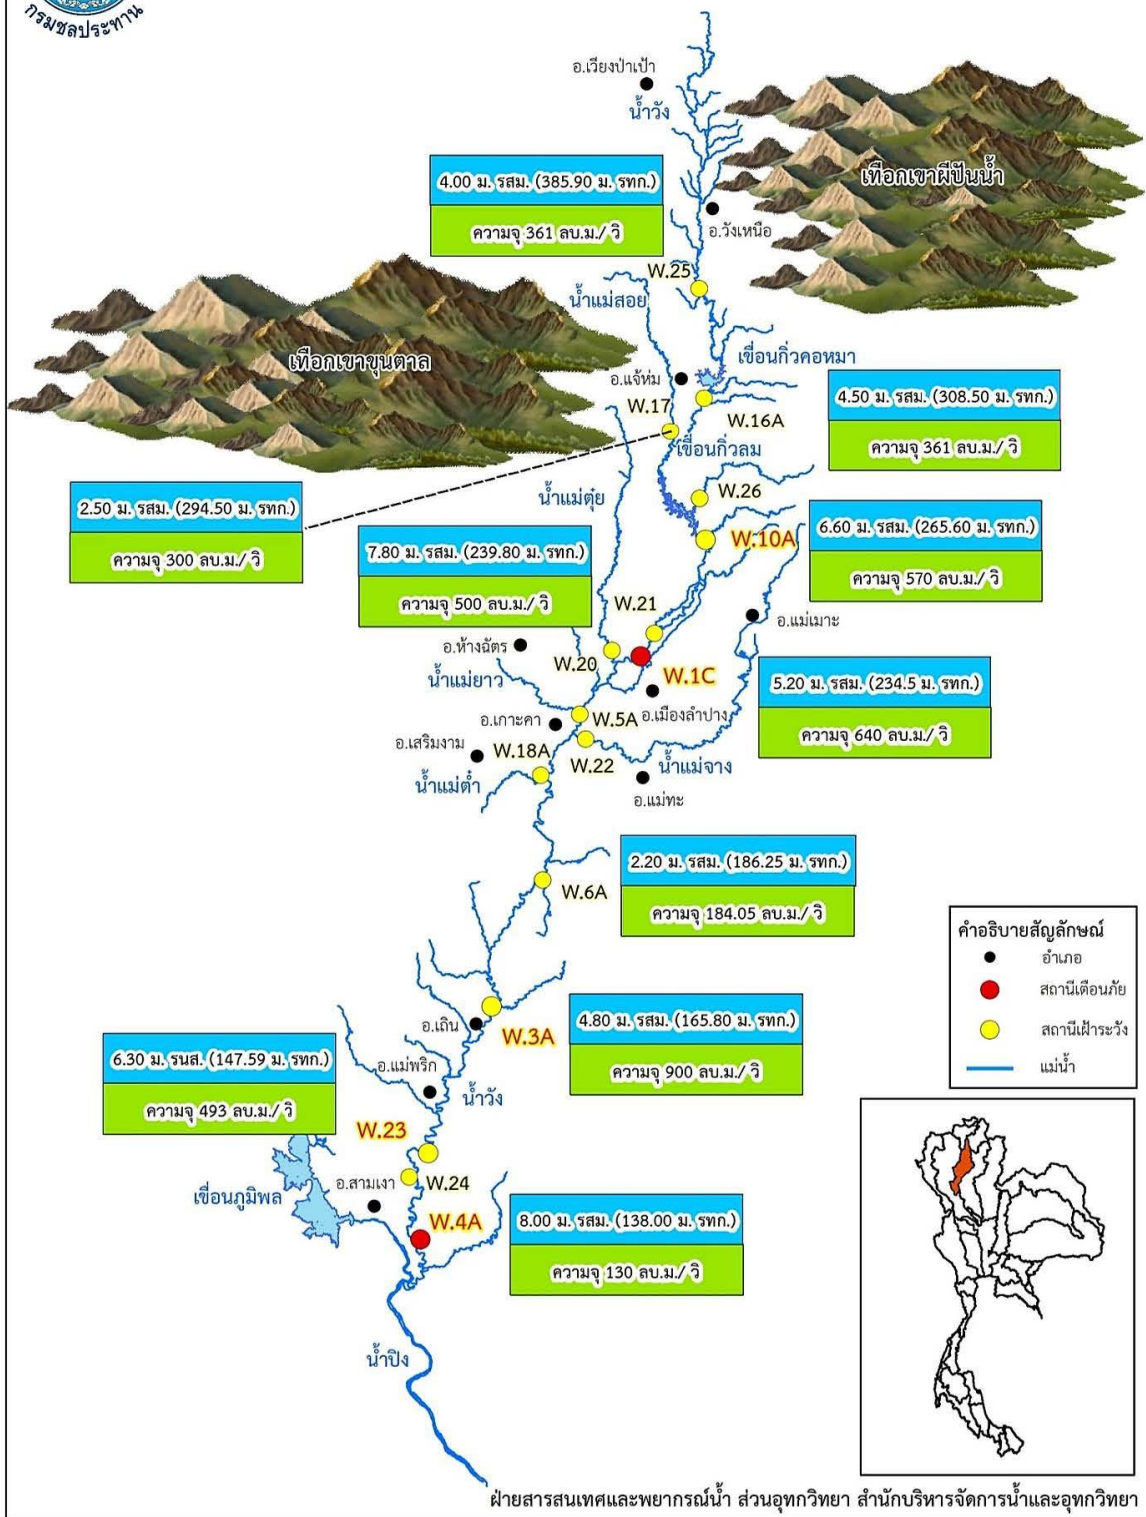 กรมชลประทาน
อ.เวียงป่าเป้า
น้ำวัง
เทือกเขาผีปันน้ำ
4.00 ม. รสม. (385.90 ม. รทก.)
ความจุ 361 ลบ.ม./ วิ
อ.วังเหนือ
W.25
น้ำแม่สอย
เทือกเขาขุนตาล
เขื่อนกิ่วคอหมา
อ.แจ้ห่ม
W.17
W.16A
4.50 ม. รสม. (308.50 ม. รทก.)
ความจุ 361 ลบ.ม./ วิ
เขื่อนกิ่วลม
2.50 ม. รสม. (294.50 ม. รทก.)
ความจุ 300 ลบ.ม./ วิ
น้ำแม่ตุ๋ย
W.26
W.10A
6.60 ม. รสม. (265.60 ม. รทก.)
ความจุ 570 ลบ.ม./ วิ
7.80 ม. รสม. (239.80 ม. รทก.)
ความจุ 500 ลบ.ม./ วิ
W.21
อ.แม่เมาะ
อ.ห้างฉัตร
W.20
W.1C
น้ำแม่ยาว
5.20 ม. รสม. (234.5 ม. รทก.)
ความจุ 640 ลบ.ม./ วิ
อ.เกาะคา
W.5A
อ.เมืองลำปาง
อ.เสริมงาม
W.18A
W.22
น้ำแม่จาง
น้ำแม่ต๋ำ
อ.แม่ทะ
2.20 ม. รสม. (186.25 ม. รทก.)
ความจุ 184.05 ลบ.ม./ วิ
W.6A
คำอธิบายสัญลักษณ์
อำเภอ
สถานีเตือนภัย
สถานีเฝ้าระวัง
แม่น้ำ
อ.เถิน
W.3A
4.80 ม. รสม. (165.80 ม. รทก.)
ความจุ 900 ลบ.ม./ วิ
6.30 ม. รนส. (147.59 ม. รทก.)
ความจุ 493 ลบ.ม./ วิ
อ.แม่พริก
น้ำวัง
W.23
อ.สามเงา
W.24
เขื่อนภูมิพล
W.4A
8.00 ม. รสม. (138.00 ม. รทก.)
ความจุ 130 ลบ.ม./ วิ
น้ำปิง
ฝ่ายสารสนเทศและพยากรณ์น้ำ ส่วนอุทกวิทยา สำนักบริหารจัดการน้ำและอุทกวิทยา